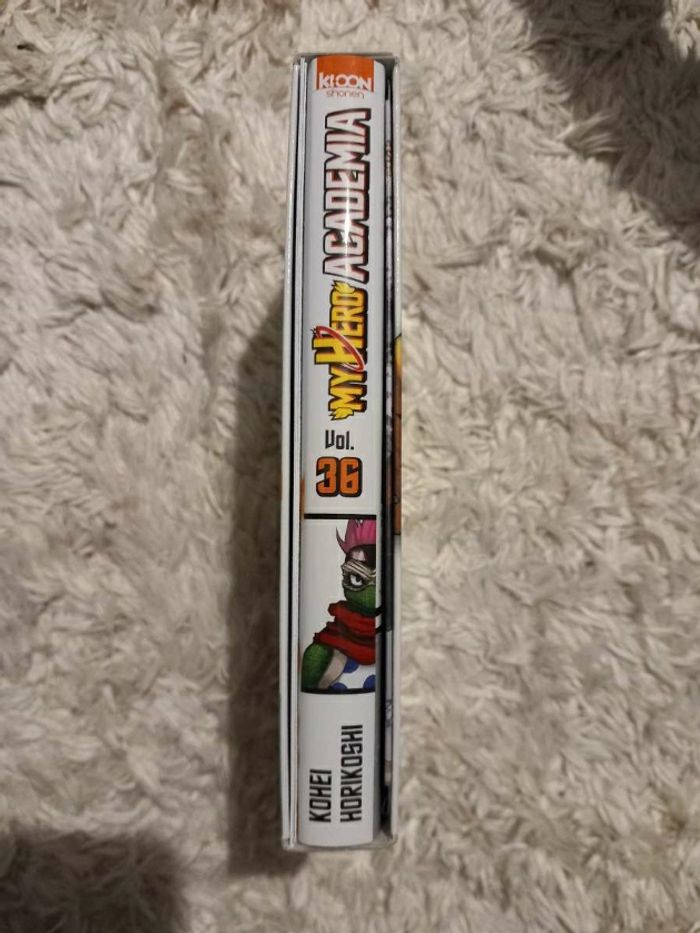 KI-OON
shonen
MY HERO ACADEMIA
Vol.
36
KOHEI
HORIKOSHI